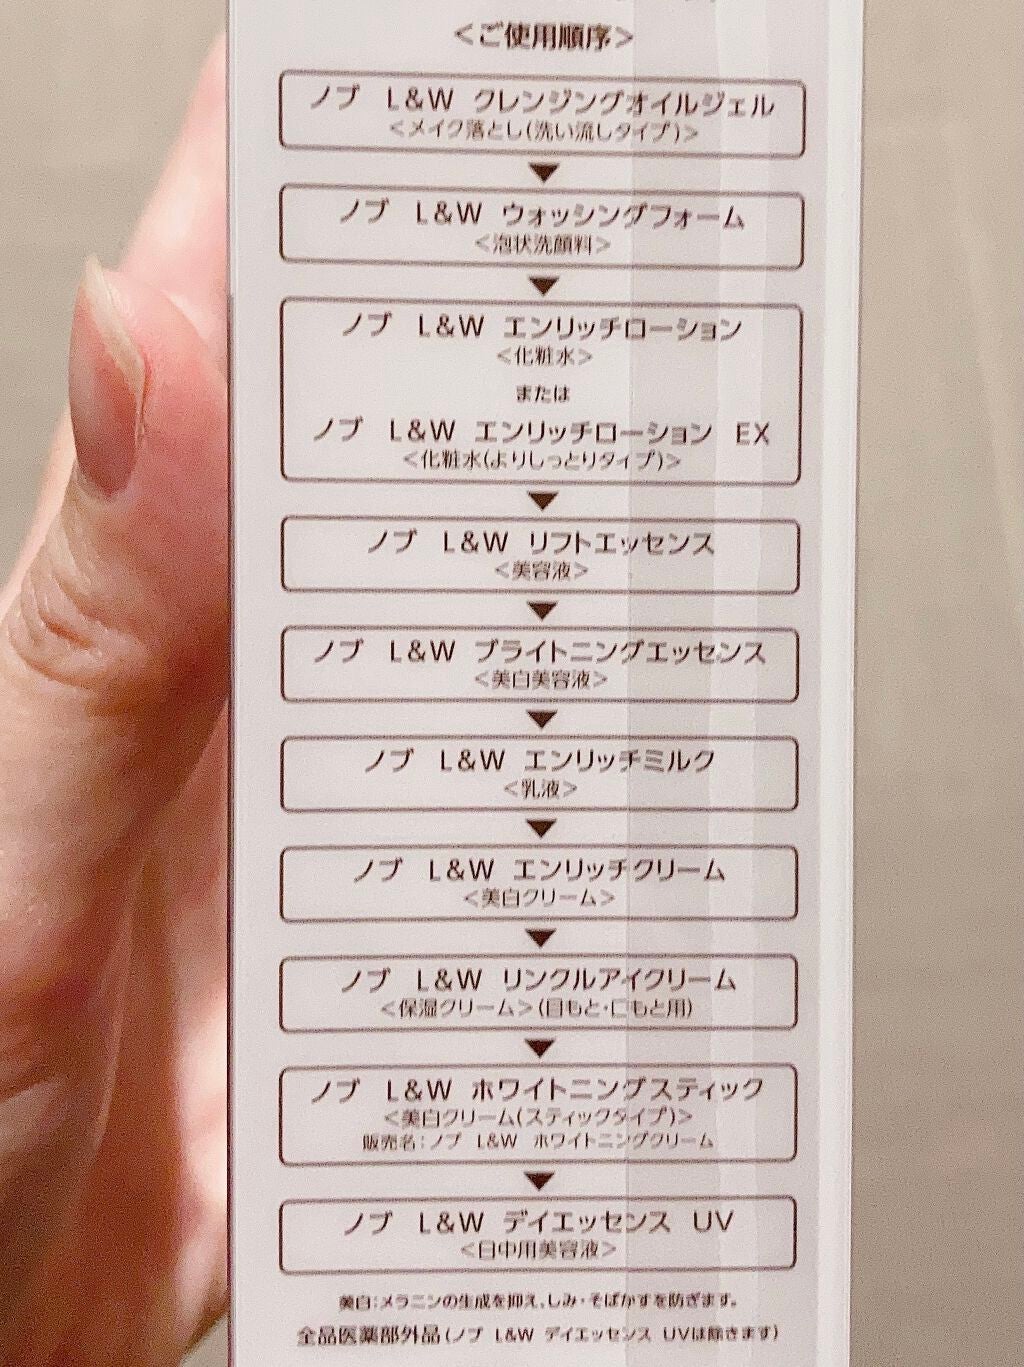 <ご使用順序>
ノブ L&W クレンジングオイルジェル
<メイク落とし(洗い流しタイプ)>
ノブ L&W ウォッシングフォーム
<泡状洗顔料>
ノブ L&W エンリッチローション
<化粧水>
または
ノブ L&W エンリッチローション EX
<化粧水(よりしっとりタイプ)>
ノブ L&W リフトエッセンス
<美容液>
ノブ L&W ブライトニングエッセンス
<美白美容液>
ノブ L&W エンリッチミルク
<乳液>
ノブ L&W エンリッチクリーム
<美白クリーム>
ノブ L&W リンクルアイクリーム
<保湿クリーム>(目もと・口もと用)
ノブ L&W ホワイトニングスティック
<美白クリーム(スティックタイプ)>
販売名:ノブ L&W ホワイトニングクリーム
ノブ L&W デイエッセンス UV
<日中用美容液>
美白:メラニンの生成を抑え、しみ・そばかすを防ぎます。
全品医薬部外品(ノブ L&W デイエッセンス UVは除きます)